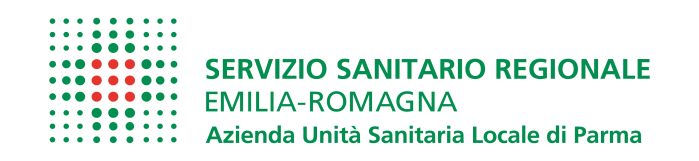 SERVIZIO SANITARIO REGIONALE
EMILIA-ROMAGNA
Azienda Unità Sanitaria Locale di Parma